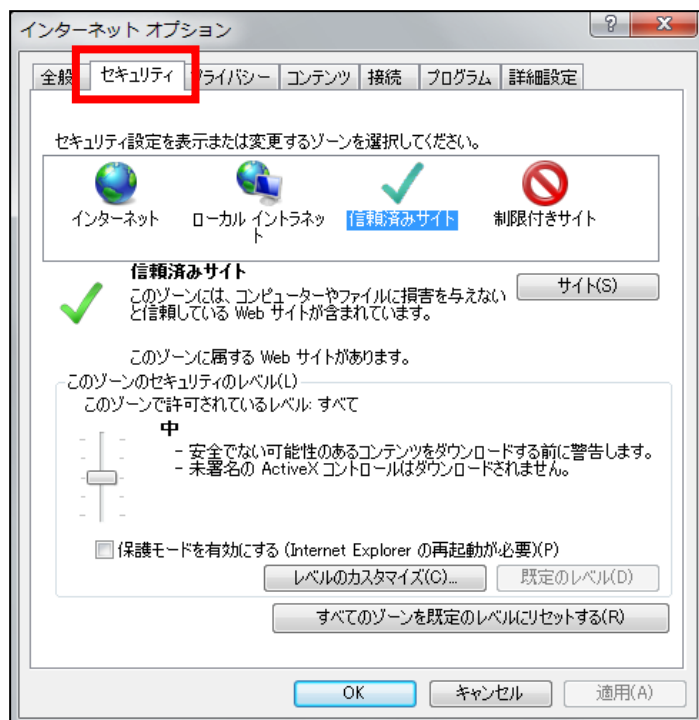 インターネット オプション
全般 セキュリティ プライバシー コンテンツ 接続 プログラム 詳細設定
セキュリティ設定を表示または変更するゾーンを選択してください。
インターネット ローカル イントラネッ 信頼済みサイト 制限付きサイト
ト
信頼済みサイト
このゾーンには、コンピューターやファイルに損害を与えない
と信頼している Web サイトが含まれています。
サイト(S)
このゾーンに属する Web サイトがあります。
このゾーンのセキュリティのレベル(L)
このゾーンで許可されているレベル: すべて
中
- 安全でない可能性のあるコンテンツをダウンロードする前に警告します。
- 未署名の ActiveX コントロールはダウンロードされません。
保護モードを有効にする (Internet Explorer の再起動が必要)(P)
レベルのカスタマイズ(C)... 既定のレベル(D)
すべてのゾーンを既定のレベルにリセットする(R)
OK キャンセル 適用(A)